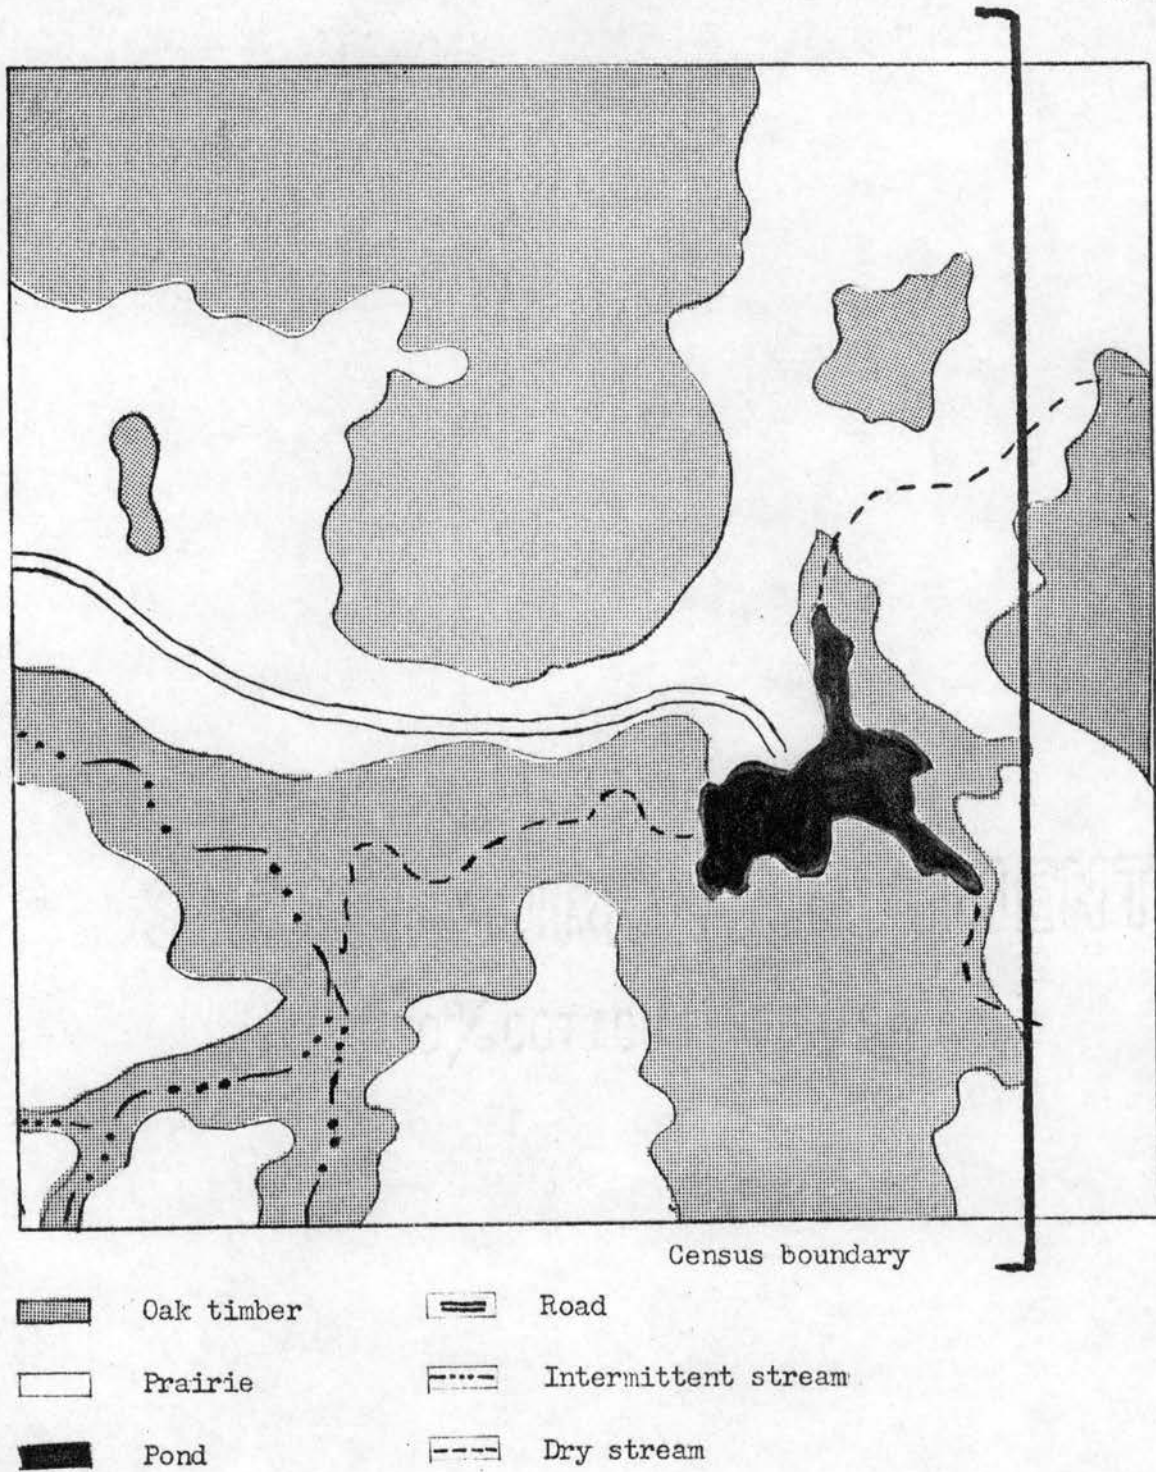 Census boundary
Oak timber
Road
Prairie
Intermittent stream
Pond
Dry stream